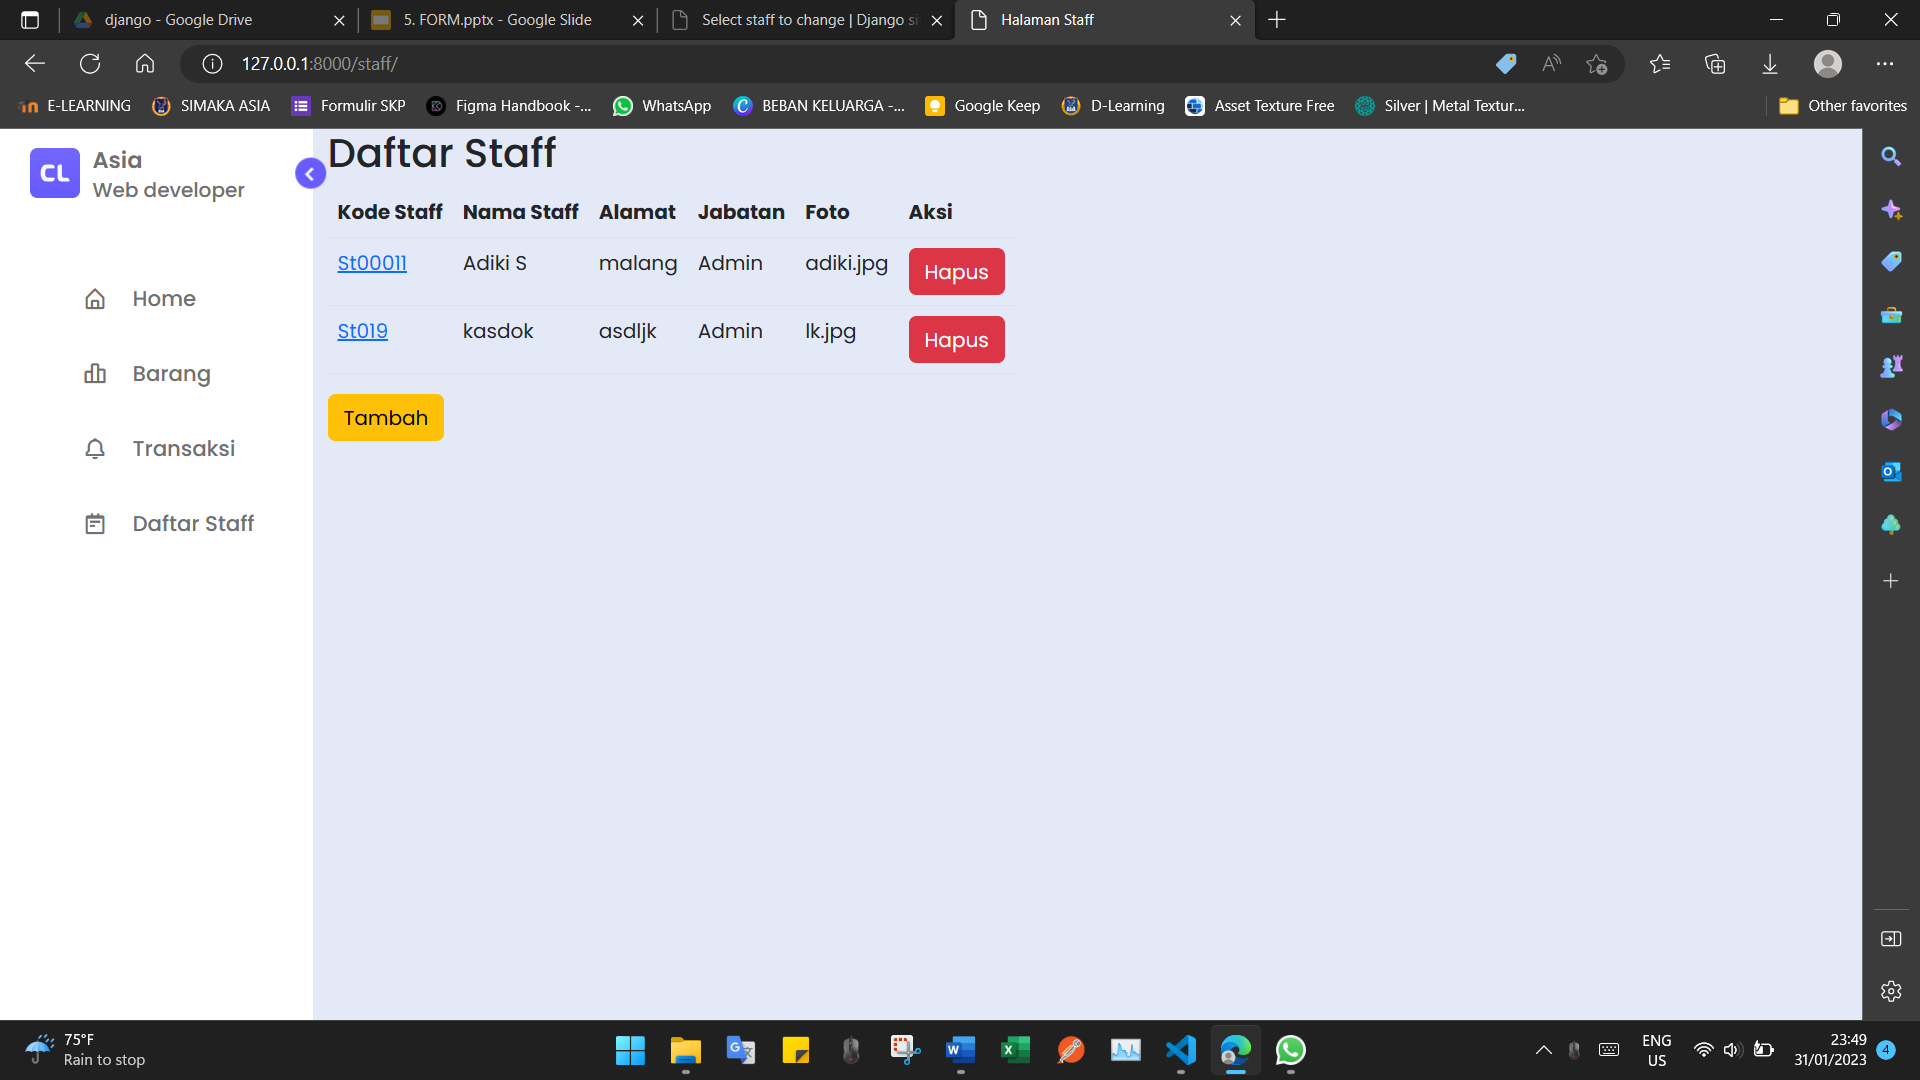 django - Google Drive
5. FORM.pptx - Google Slide
Select staff to change | Django si
Halaman Staff
127.0.0.1:8000/staff/
E-LEARNING
SIMAKA ASIA
Formulir SKP
Figma Handbook -...
WhatsApp
BEBAN KELUARGA -...
Google Keep
D-Learning
Asset Texture Free
Silver | Metal Textur...
Other favorites
CL
Asia
Web developer
Home
Barang
Transaksi
Daftar Staff
Daftar Staff
Kode Staff Nama Staff Alamat Jabatan Foto Aksi
St00011 Adiki S malang Admin adiki.jpg Hapus
St019 kasdok asdljk Admin lk.jpg Hapus
Tambah
75°F
Rain to stop
ENG
US
23:49
31/01/2023
4